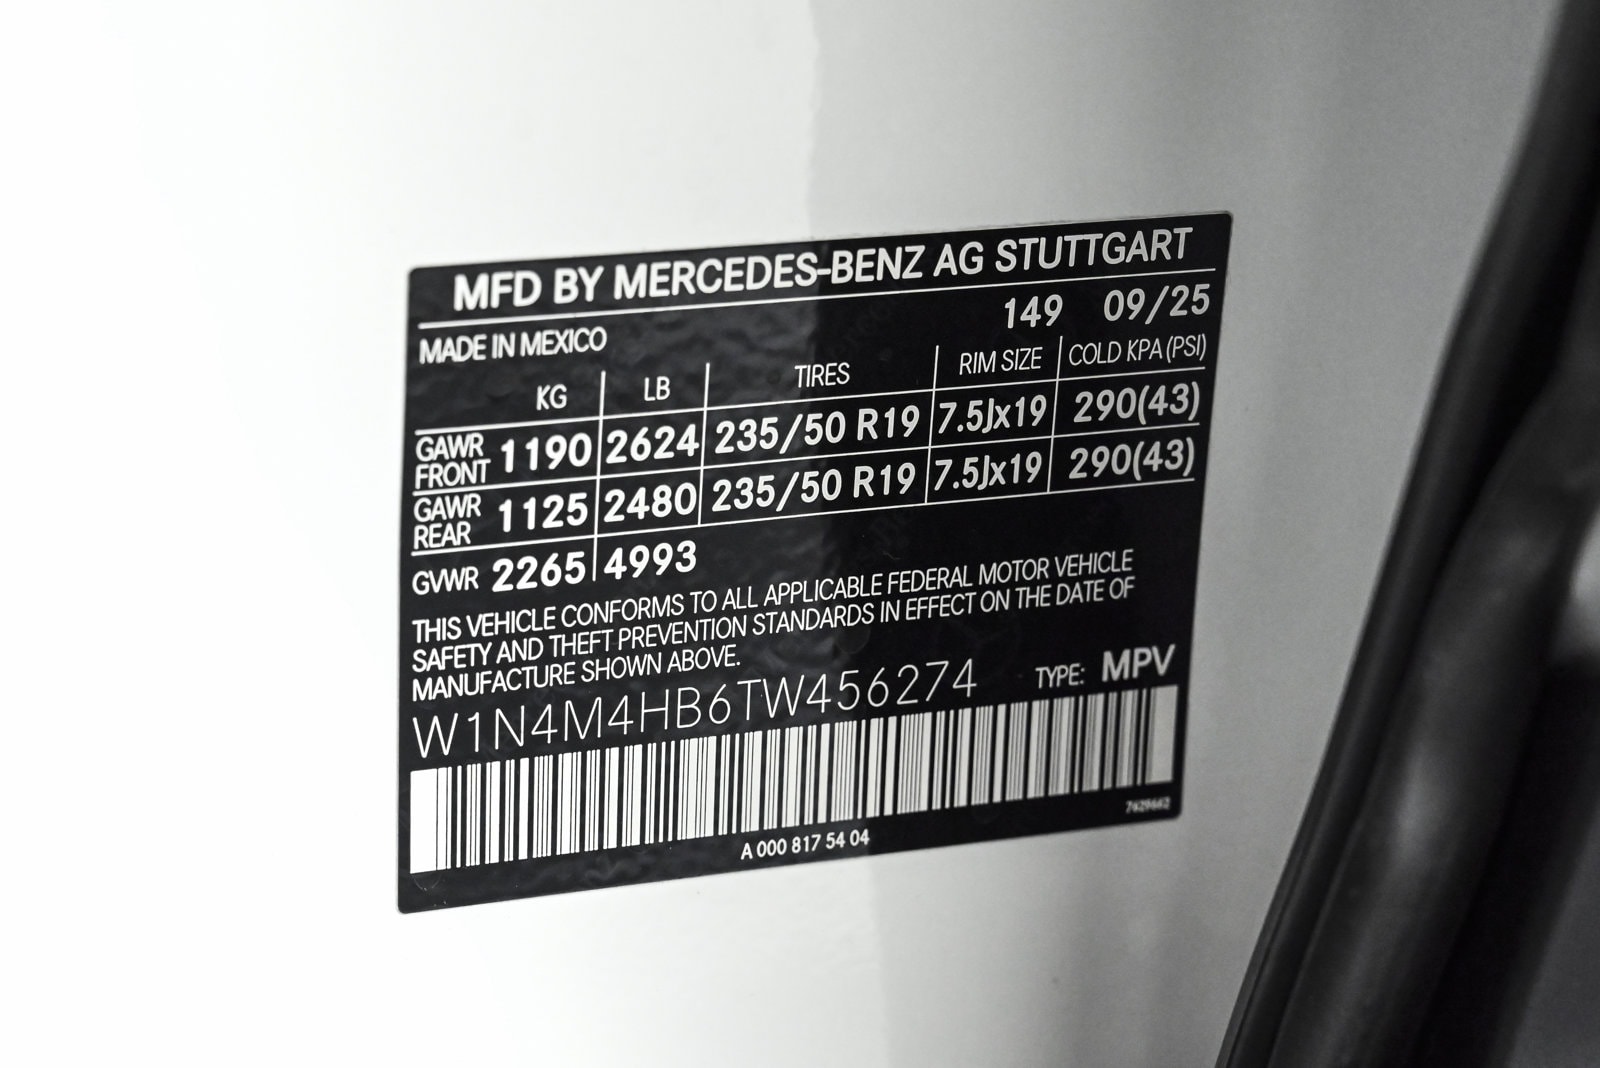 MFD BY MERCEDES-BENZ AG STUTTGART
149 09/25
MADE IN MEXICO
KG LB TIRES RIM SIZE COLD KPA (PSI)
GAWR FRONT 1190 2624 235/50 R19 7.5Jx19 290(43)
GAWR REAR 1125 2480 235/50 R19 7.5Jx19 290(43)
GVWR 2265 4993
THIS VEHICLE CONFORMS TO ALL APPLICABLE FEDERAL MOTOR VEHICLE
SAFETY AND THEFT PREVENTION STANDARDS IN EFFECT ON THE DATE OF
MANUFACTURE SHOWN ABOVE.
W1N4M4HB6TW456274 TYPE: MPV
A 000 817 54 04